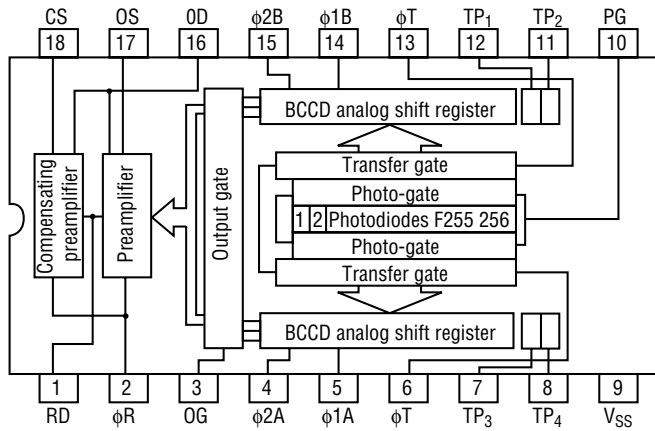 CS OS 0D ϕ2B ϕ1B ϕT TP1 TP2 PG
18 17 16 15 14 13 12 11 10
BCCD analog shift register
Transfer gate
Photo-gate
1 2 Photodiodes F255 256
Photo-gate
Transfer gate
BCCD analog shift register
Compensating
preamplifier
Preamplifier
Output gate
1 2 3 4 5 6 7 8 9
RD ϕR OG ϕ2A ϕ1A ϕT TP3 TP4 VSS